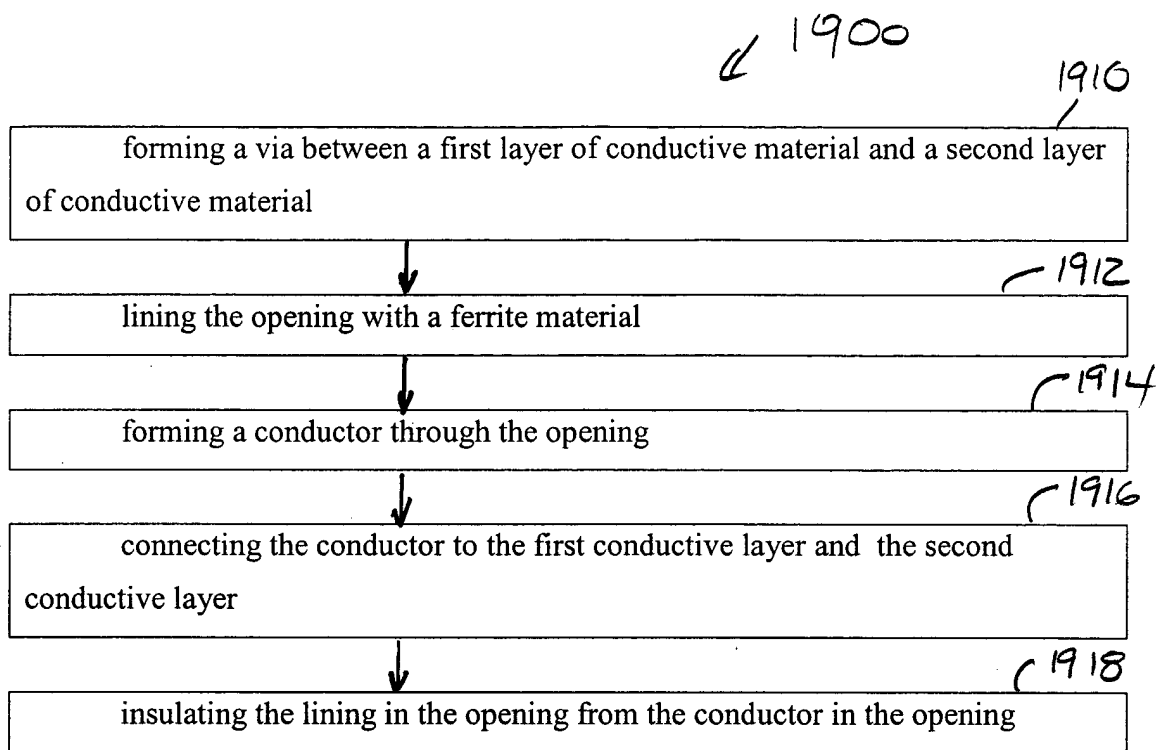 1900
1910
forming a via between a first layer of conductive material and a second layer
of conductive material
1912
lining the opening with a ferrite material
1914
forming a conductor through the opening
1916
connecting the conductor to the first conductive layer and the second
conductive layer
1918
insulating the lining in the opening from the conductor in the opening